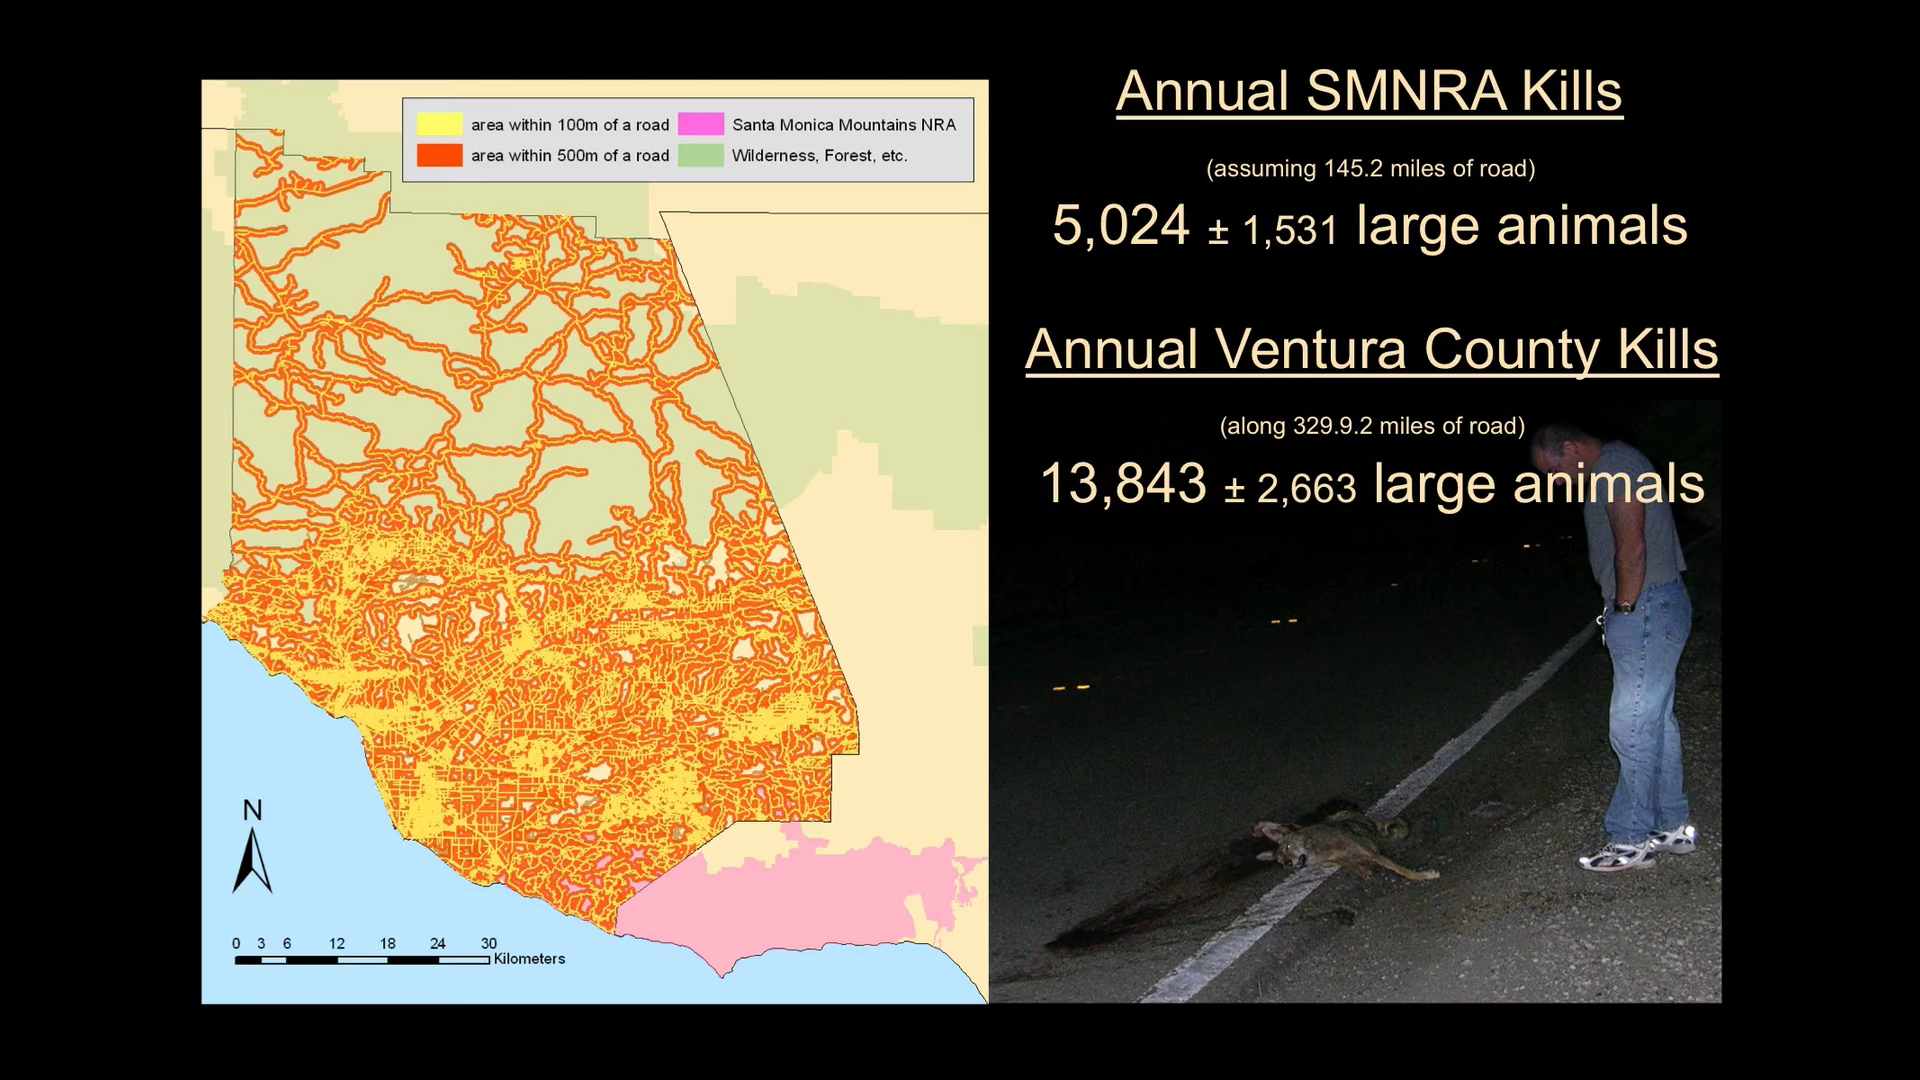 area within 100m of a road
Santa Monica Mountains NRA
area within 500m of a road
Wilderness, Forest, etc.
N
0 3 6 12 18 24 30
Kilometers
Annual SMNRA Kills
(assuming 145.2 miles of road)
5,024 ± 1,531 large animals
Annual Ventura County Kills
(along 329.9.2 miles of road)
13,843 ± 2,663 large animals